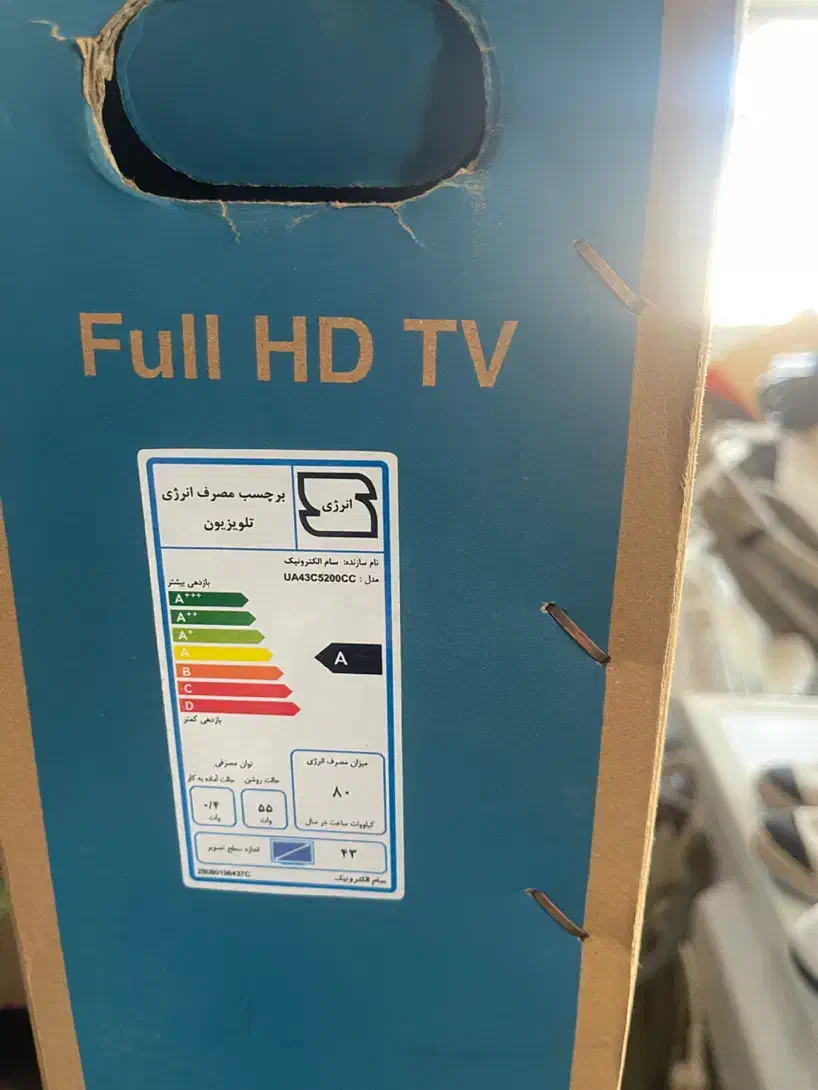 Full HD TV
برچسب مصرف انرژی
تلویزیون
انرژی
نام سازنده: سام الکترونیک
مدل : UA43C5200CC
بازدهی بیشتر
A+++
A++
A+
A
B
C
D
A
بازدهی کمتر
توان مصرفی
حالت روشن
حالت آماده به کار
۵۵
وات
۰/۴
وات
میزان مصرف انرژی
۸۰
کیلووات ساعت در سال
اندازه سطح تصویر
۴۳
سام الکترونیک